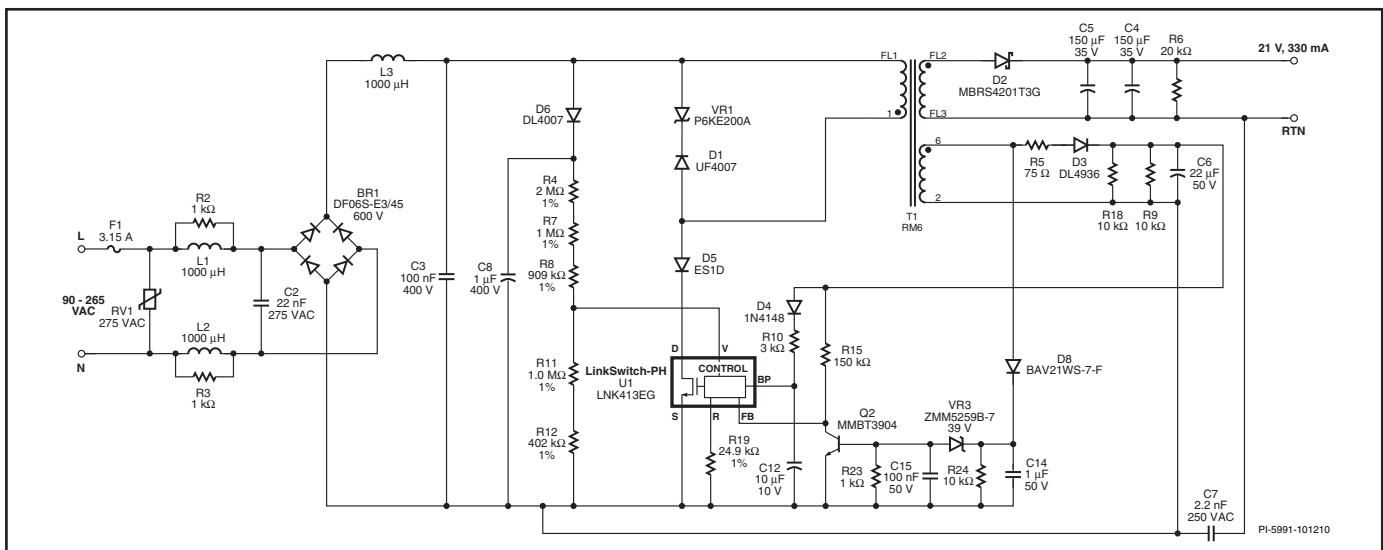 L
F1
3.15 A
90 - 265
VAC
RV1
275 VAC
N
R2
1 kΩ
L1
1000 µH
L2
1000 µH
R3
1 kΩ
C2
22 nF
275 VAC
BR1
DF06S-E3/45
600 V
L3
1000 µH
C3
100 nF
400 V
C8
1 µF
400 V
D6
DL4007
R4
2 MΩ
1%
R7
1 MΩ
1%
R8
909 kΩ
1%
R11
1.0 MΩ
1%
R12
402 kΩ
1%
VR1
P6KE200A
D1
UF4007
D5
ES1D
LinkSwitch-PH
U1
LNK413EG
D
V
CONTROL
BP
S
R
FB
R19
24.9 kΩ
1%
D4
1N4148
R10
3 kΩ
C12
10 µF
10 V
R15
150 kΩ
Q2
MMBT3904
R23
1 kΩ
C15
100 nF
50 V
VR3
ZMM5259B-7
39 V
R24
10 kΩ
C14
1 µF
50 V
D8
BAV21WS-7-F
FL1
1
FL2
FL3
6
2
T1
RM6
D2
MBRS4201T3G
C5
150 µF
35 V
C4
150 µF
35 V
R6
20 kΩ
21 V, 330 mA
RTN
R5
75 Ω
D3
DL4936
R18
10 kΩ
R9
10 kΩ
C6
22 µF
50 V
C7
2.2 nF
250 VAC
PI-5991-101210